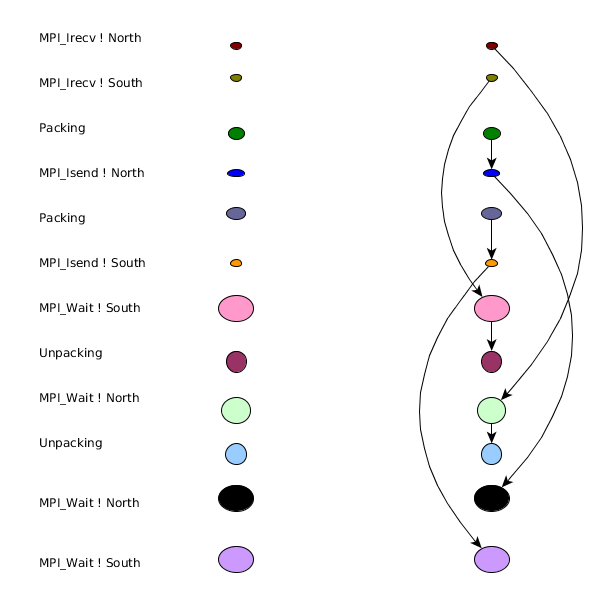 MPI_Irecv ! North
MPI_Irecv ! South
Packing
MPI_Isend ! North
Packing
MPI_Isend ! South
MPI_Wait ! South
Unpacking
MPI_Wait ! North
Unpacking
MPI_Wait ! North
MPI_Wait ! South